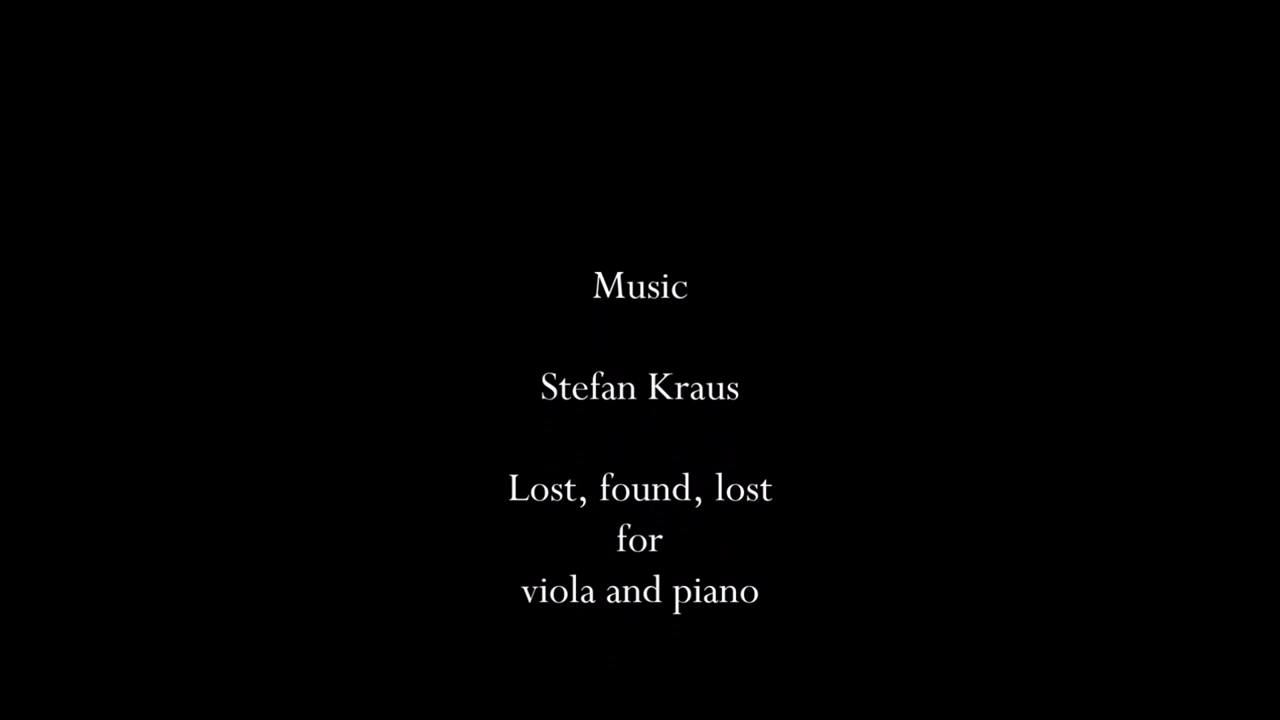 Music
Stefan Kraus
Lost, found, lost
for
viola and piano